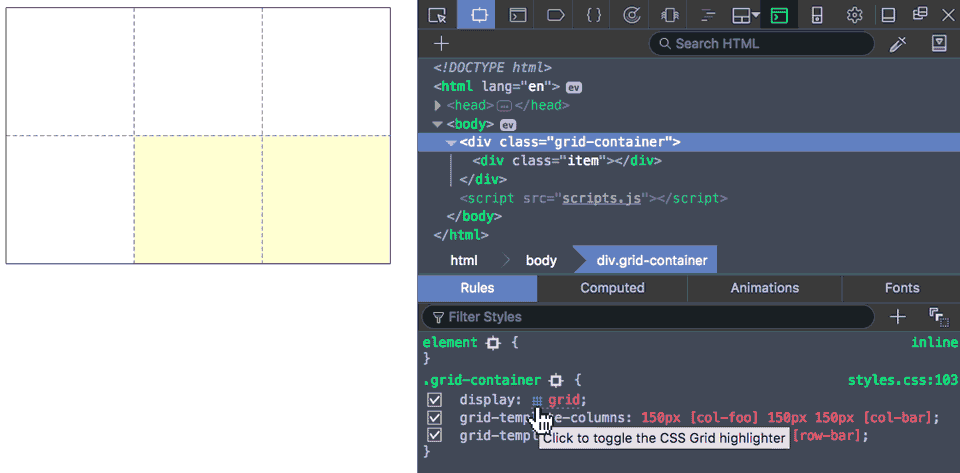 Search HTML
<!DOCTYPE html>
<html lang="en"> ev
<head> … </head>
<body> ev
<div class="grid-container">
<div class="item"></div>
</div>
<script src="scripts.js"></script>
</body>
</html>
html body div.grid-container
Rules Computed Animations Fonts
Filter Styles
element { inline
}
.grid-container { styles.css:103
display: grid;
grid-template-columns: 150px [col-foo] 150px 150px [col-bar];
grid-templ [row-bar];
Click to toggle the CSS Grid highlighter
}